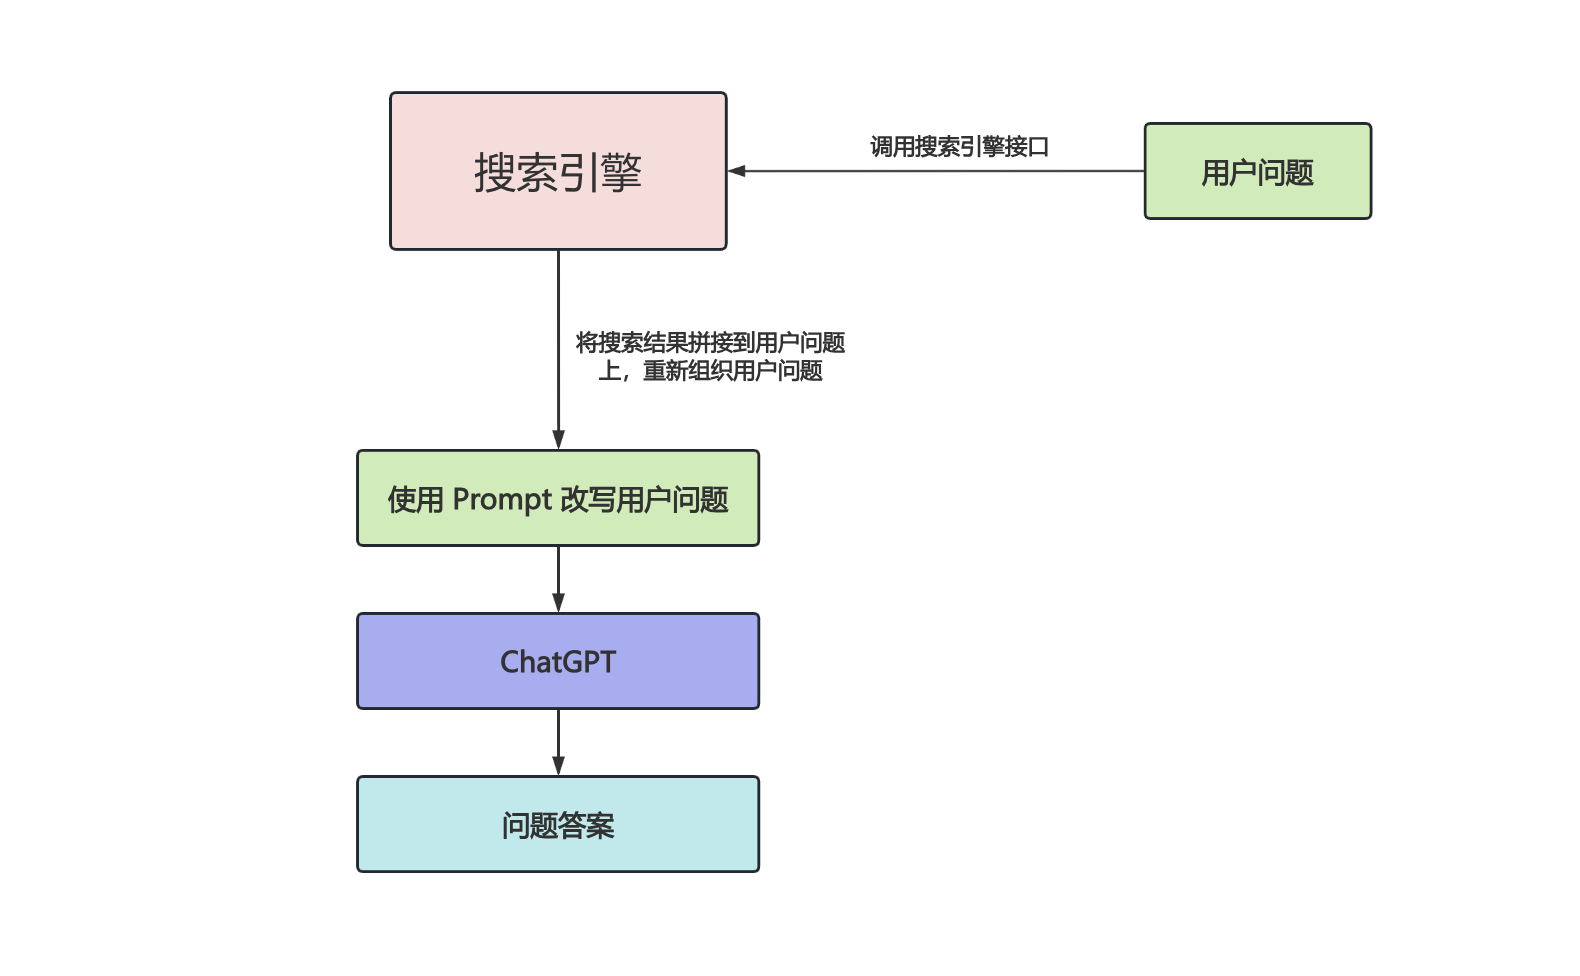 搜索引擎
调用搜索引擎接口
用户问题
将搜索结果拼接到用户问题
上，重新组织用户问题
使用 Prompt 改写用户问题
ChatGPT
问题答案